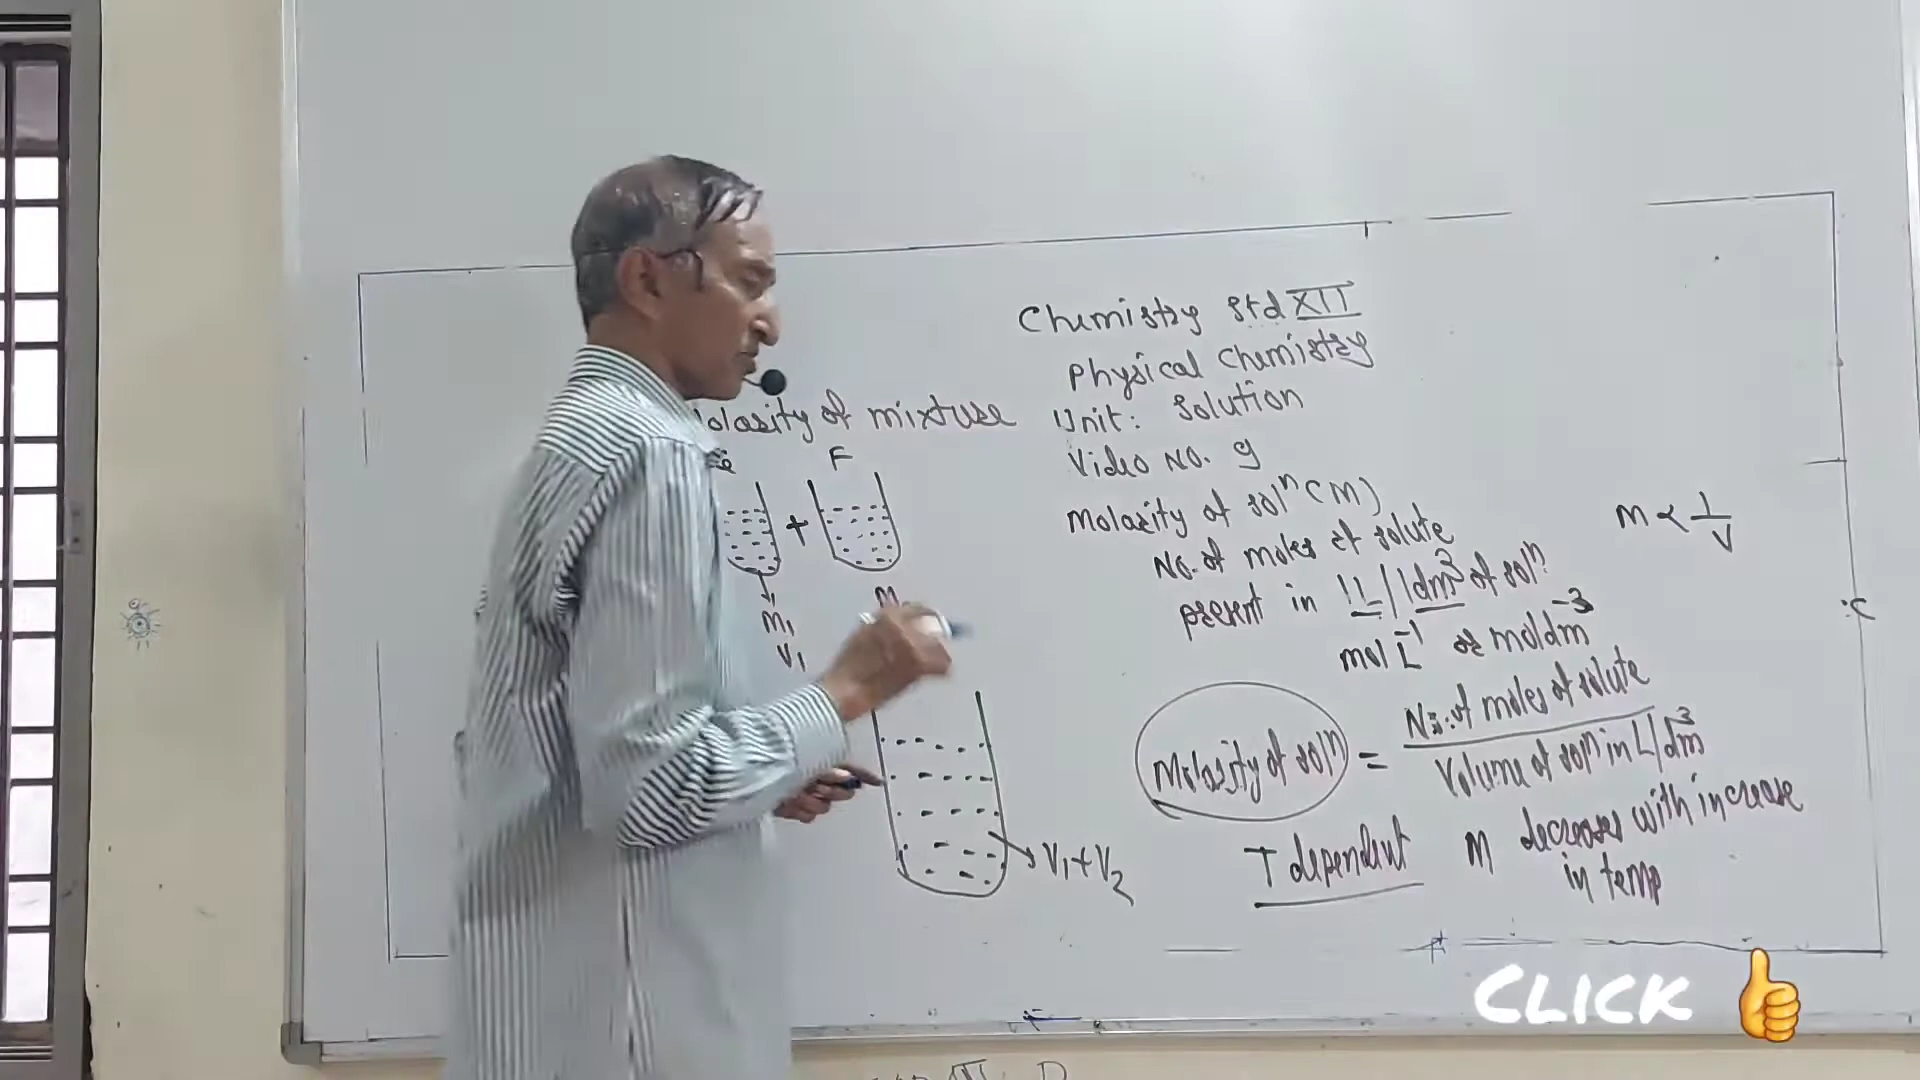 Chemistry Std XII
Physical Chemistry
Unit: Solution
Video No. 9
Molarity of solⁿ (M)
No. of moles of solute
present in 1L/1dm³ of solⁿ.
mol L⁻¹ or moldm⁻³
Molarity of solⁿ = No. of moles of solute
Volume of solⁿ in L/dm³
T dependent M decreases with increase
in temp
M ∝ 1/V
:C
olarity of mixture
F
+
M₁
V₁
M
V₁+V₂
CLICK